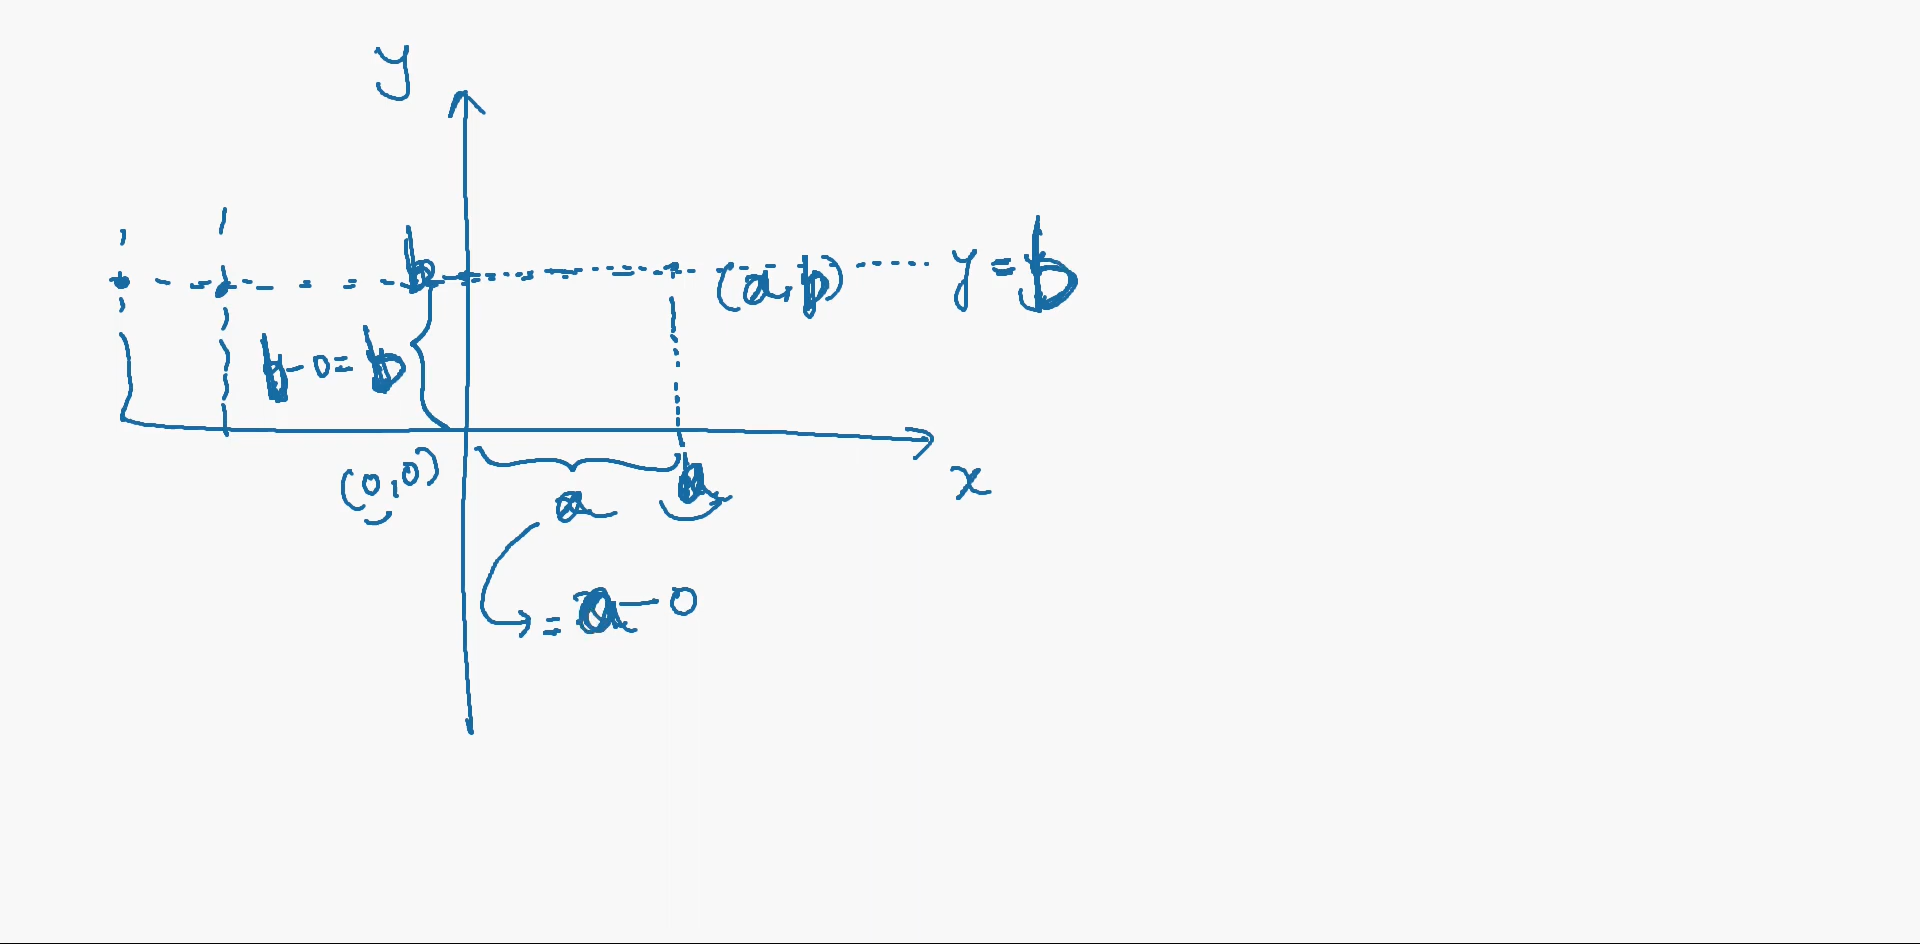 y
b
(a, b)
y = b
b - 0 = b
(0,0)
a
a
x
= a - 0